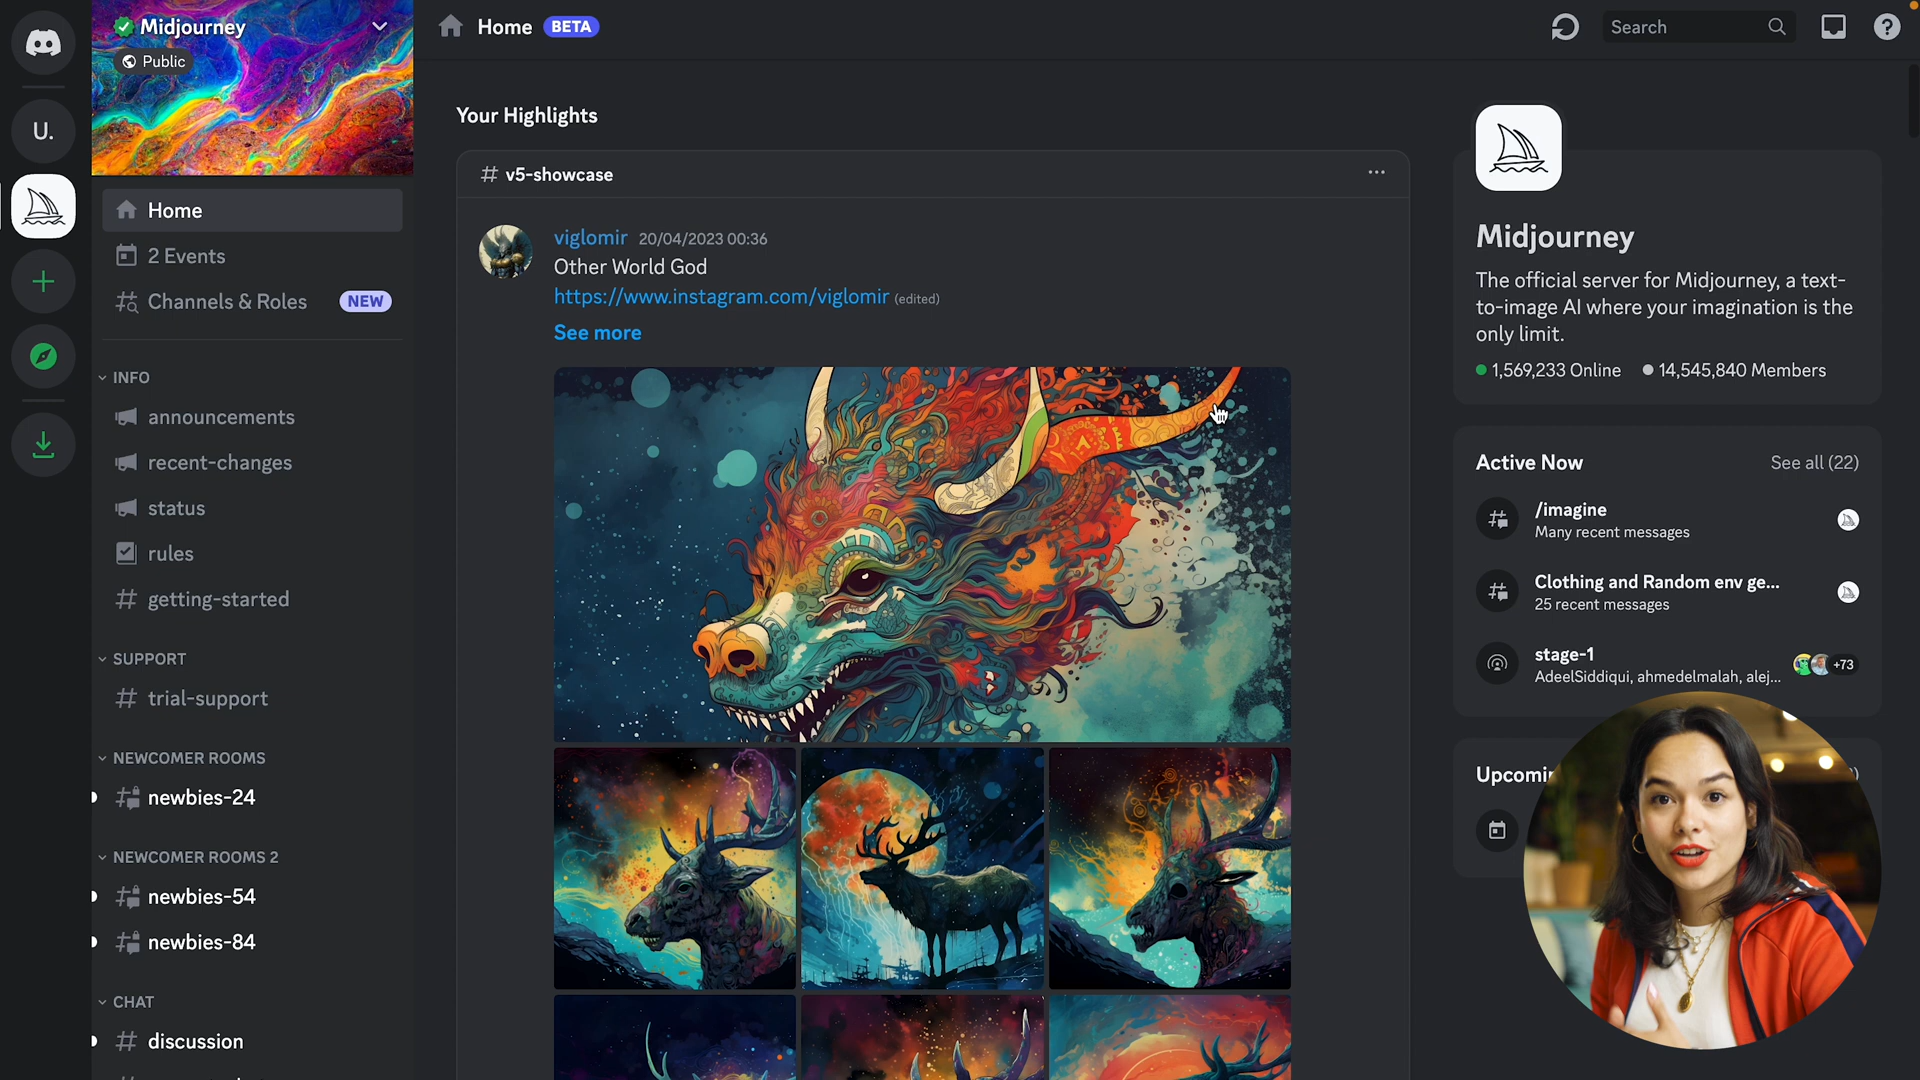 Midjourney
Public
U.
Home
2 Events
Channels & Roles NEW
INFO
announcements
recent-changes
status
rules
getting-started
SUPPORT
trial-support
NEWCOMER ROOMS
newbies-24
NEWCOMER ROOMS 2
newbies-54
newbies-84
CHAT
discussion
Home BETA
Search
Your Highlights
v5-showcase
viglomir 20/04/2023 00:36
Other World God
https://www.instagram.com/viglomir (edited)
See more
Midjourney
The official server for Midjourney, a text-
to-image AI where your imagination is the
only limit.
1,569,233 Online 14,545,840 Members
Active Now See all (22)
/imagine
Many recent messages
Clothing and Random env ge...
25 recent messages
stage-1
AdeelSiddiqui, ahmedelmalah, alej... +73